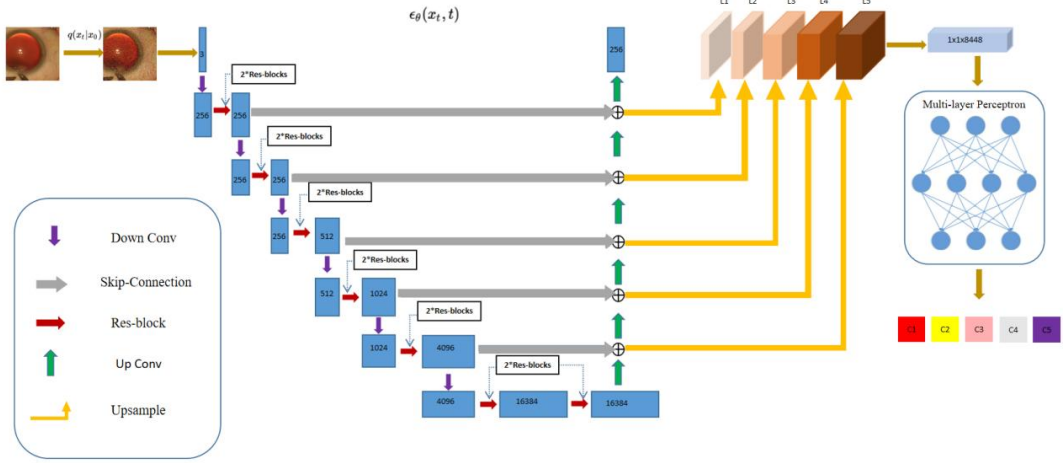 ϵθ(xt, t)
L1 L2 L3 L4 L5
q(xt|x0)
3
256
1x1x8448
2*Res-blocks
256 256
Multi-layer Perceptron
2*Res-blocks
256 256
2*Res-blocks
256 512
Down Conv
2*Res-blocks
512 1024
Skip-Connection
2*Res-blocks
Res-block
1024 4096
C1 C2 C3 C4 C5
Up Conv
2*Res-blocks
4096 16384 16384
Upsample